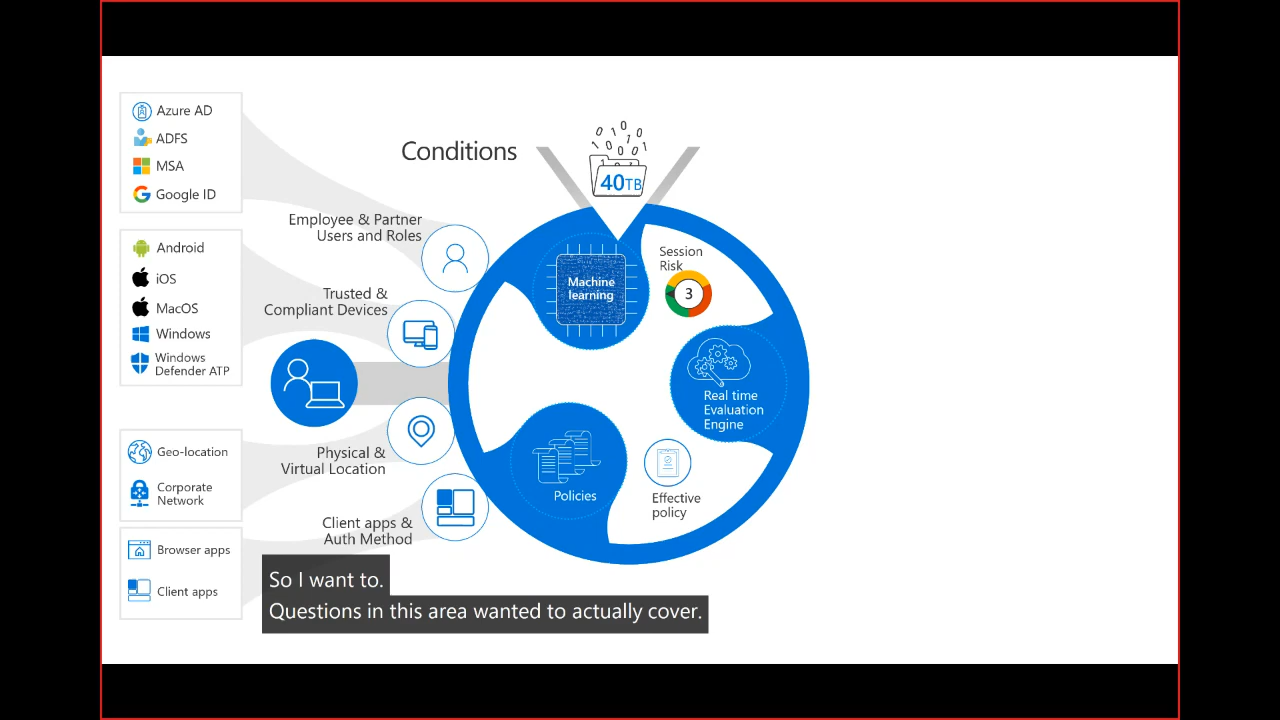 Azure AD
ADFS
MSA
Google ID
Android
iOS
MacOS
Windows
Windows
Defender ATP
Geo-location
Corporate
Network
Browser apps
Client apps
Conditions
Employee & Partner
Users and Roles
Trusted &
Compliant Devices
Physical &
Virtual Location
Client apps &
Auth Method
40TB
Machine
learning
Session
Risk
3
Real time
Evaluation
Engine
Policies
Effective
policy
So I want to.
Questions in this area wanted to actually cover.